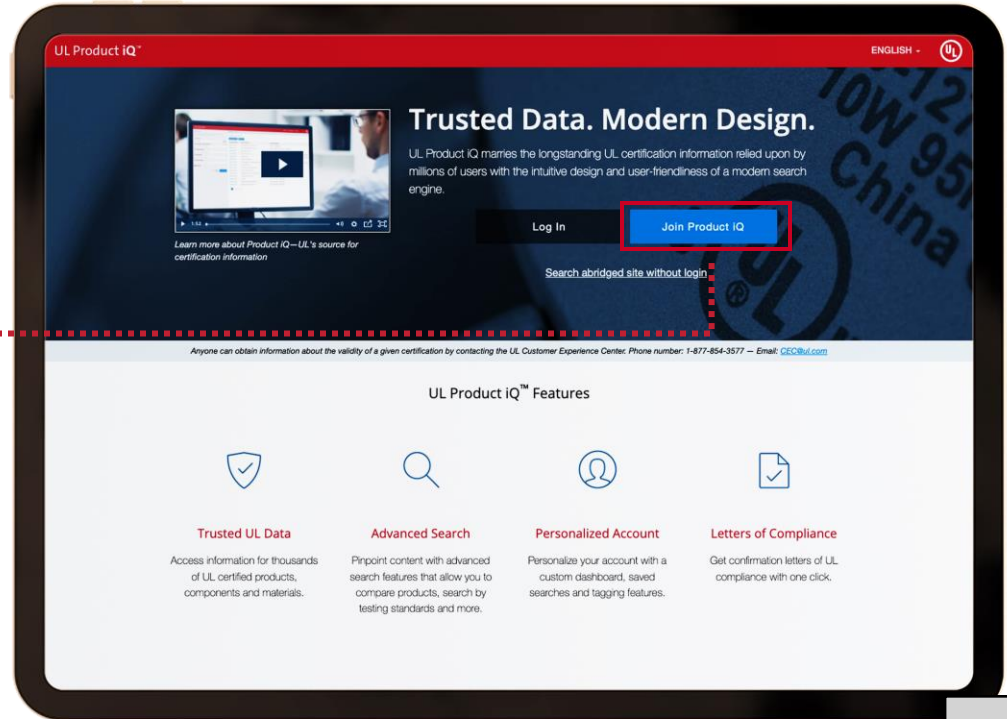 UL Product iQ™
ENGLISH
UL
Trusted Data. Modern Design.
UL Product iQ marries the longstanding UL certification information relied upon by
millions of users with the intuitive design and user-friendliness of a modern search
engine.
1:52
Learn more about Product iQ—UL's source for
certification information
Log In
Join Product iQ
Search abridged site without login
10W 95
China
UL
®
Anyone can obtain information about the validity of a given certification by contacting the UL Customer Experience Center. Phone number: 1-877-854-3577 — Email: CEC@ul.com
UL Product iQ™ Features
Trusted UL Data
Access information for thousands
of UL certified products,
components and materials.
Advanced Search
Pinpoint content with advanced
search features that allow you to
compare products, search by
testing standards and more.
Personalized Account
Personalize your account with a
custom dashboard, saved
searches and tagging features.
Letters of Compliance
Get confirmation letters of UL
compliance with one click.